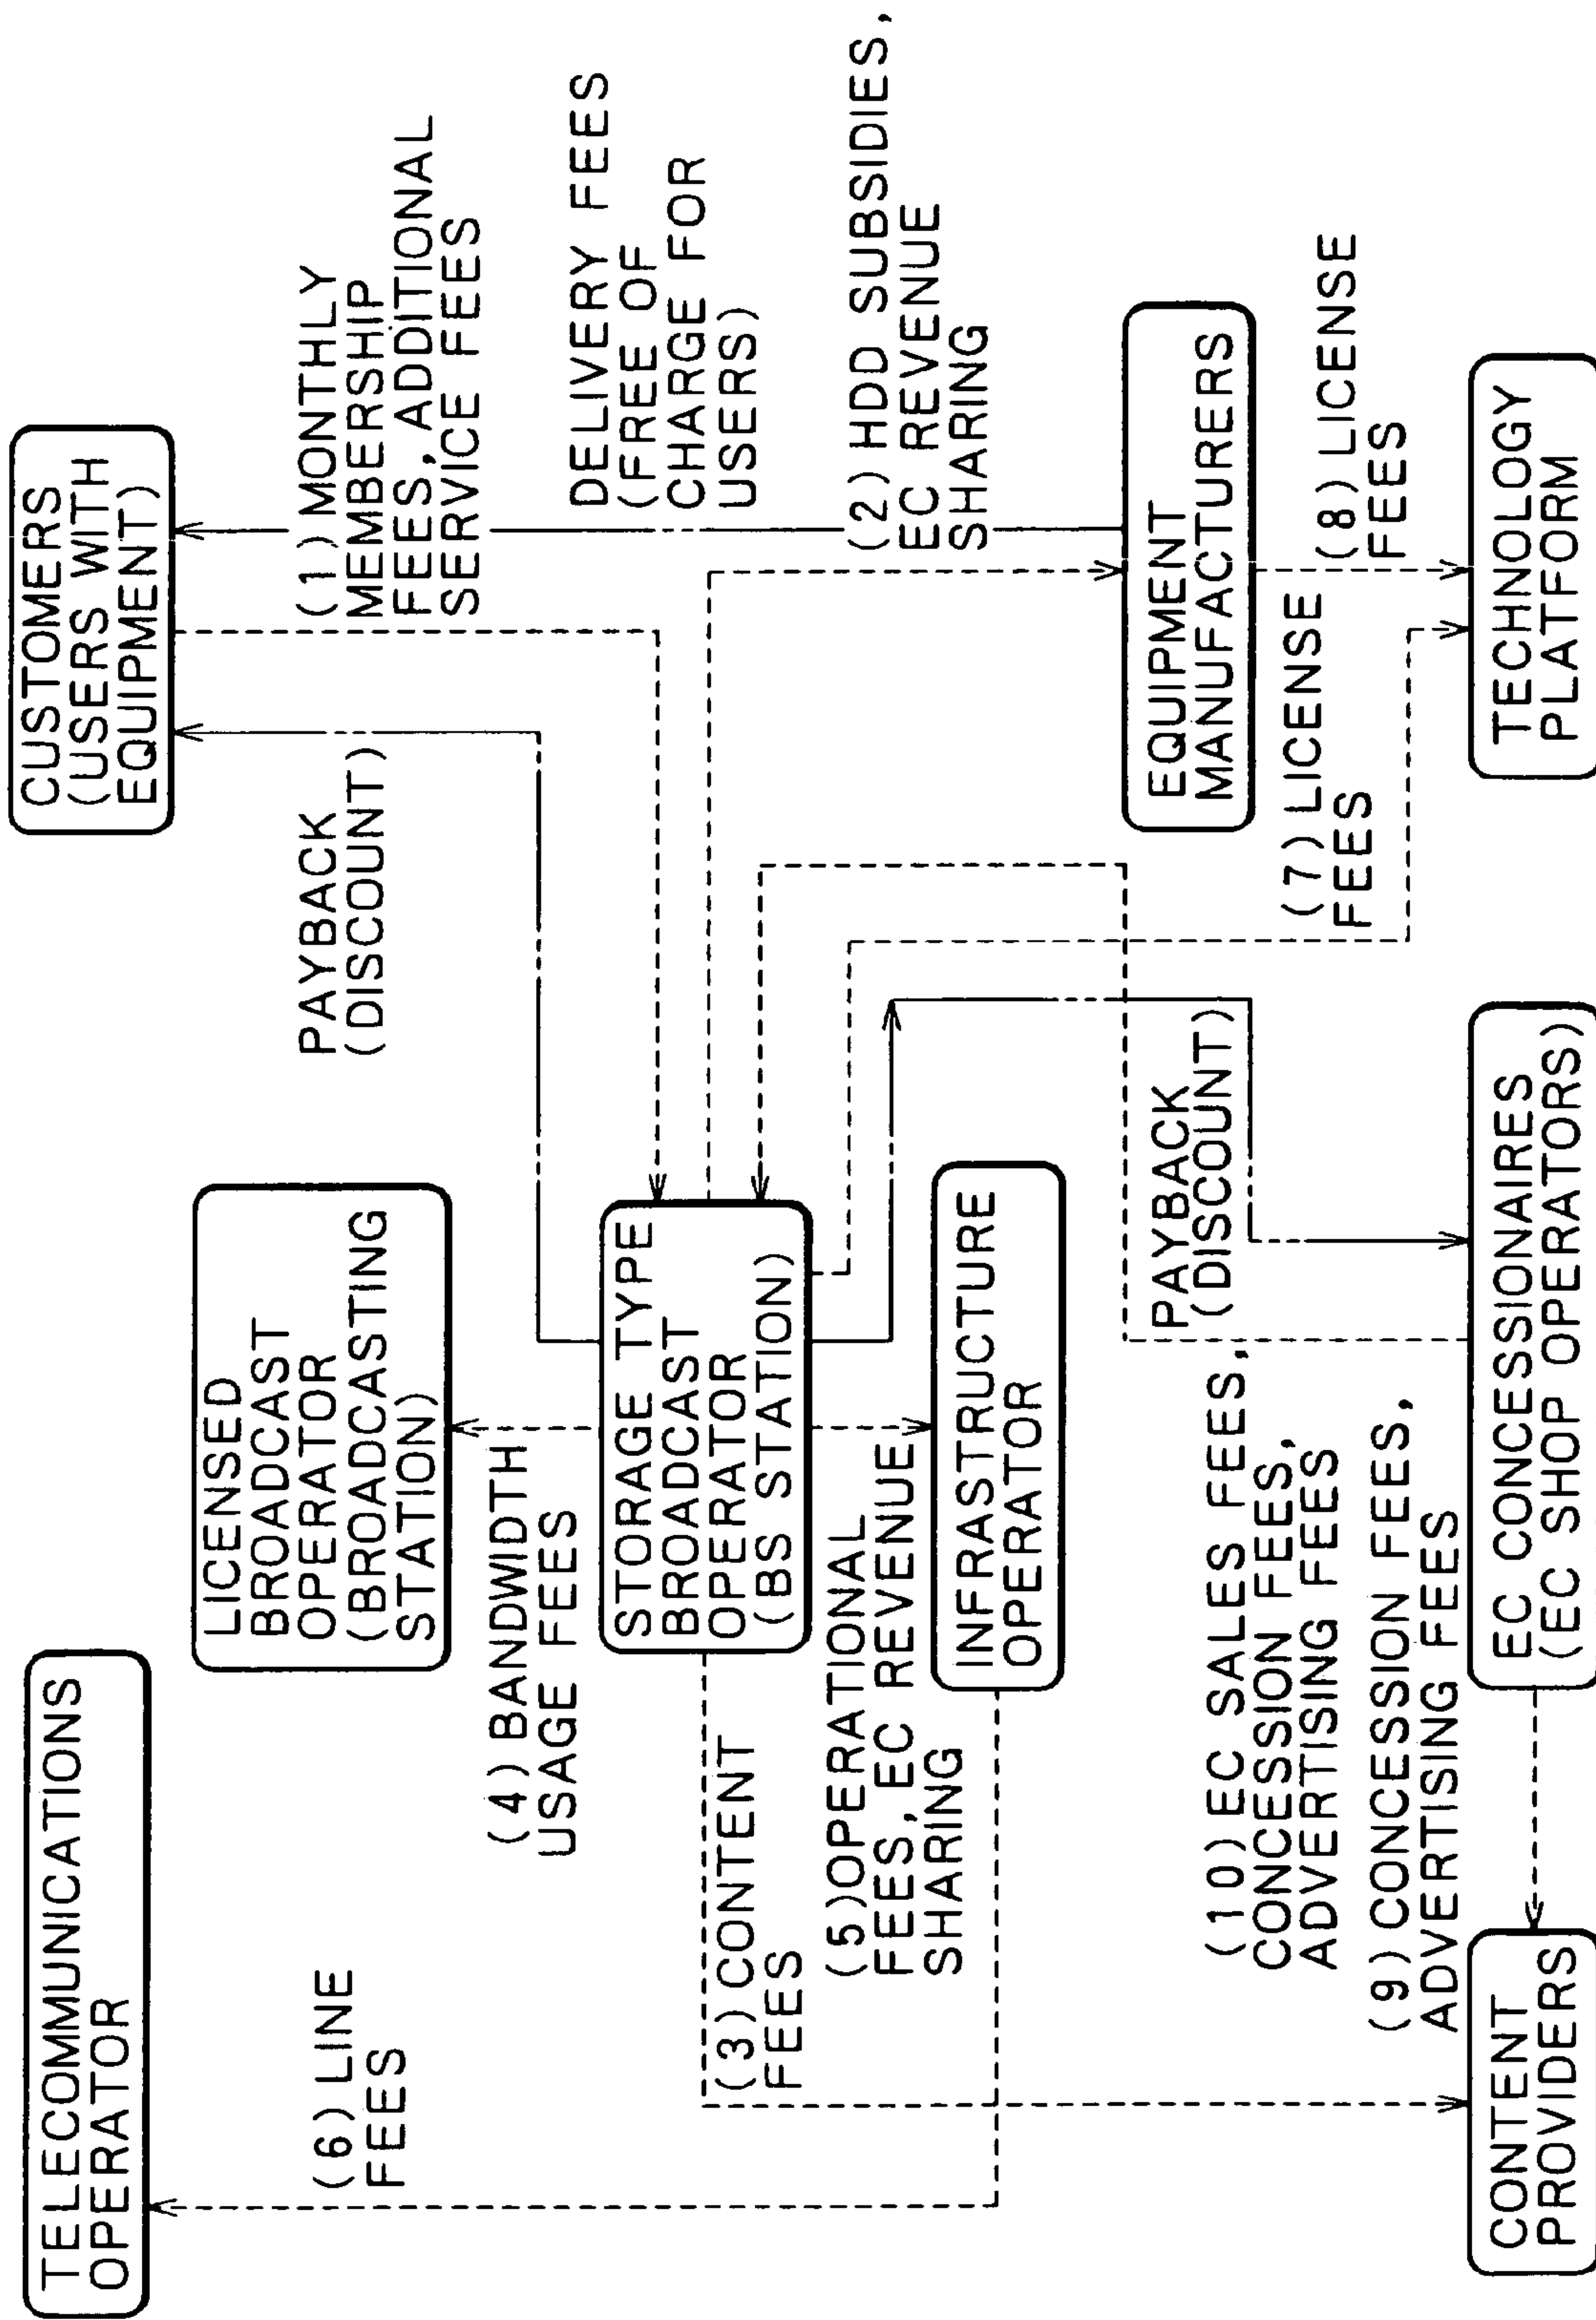 TELECOMMUNICATIONS
OPERATOR
(6) LINE
FEES
LICENSED
BROADCAST
OPERATOR
(BROADCASTING
STATION)
CUSTOMERS
(USERS WITH
EQUIPMENT)
PAYBACK
(DISCOUNT)
(1) MONTHLY
MEMBERSHIP
FEES, ADDITIONAL
SERVICE FEES
(4) BANDWIDTH
USAGE FEES
DELIVERY FEES
(FREE OF
CHARGE FOR
USERS)
STORAGE TYPE
BROADCAST
OPERATOR
(BS STATION)
(3) CONTENT
FEES
(5) OPERATIONAL
FEES, EC REVENUE
SHARING
(2) HDD SUBSIDIES,
EC REVENUE
SHARING
INFRASTRUCTURE
OPERATOR
EQUIPMENT
MANUFACTURERS
PAYBACK
(DISCOUNT)
(10) EC SALES FEES,
CONCESSION FEES,
ADVERTISING FEES
(7) LICENSE
FEES
(8) LICENSE
FEES
(9) CONCESSION FEES,
ADVERTISING FEES
CONTENT
PROVIDERS
EC CONCESSIONAIRES
(EC SHOP OPERATORS)
TECHNOLOGY
PLATFORM